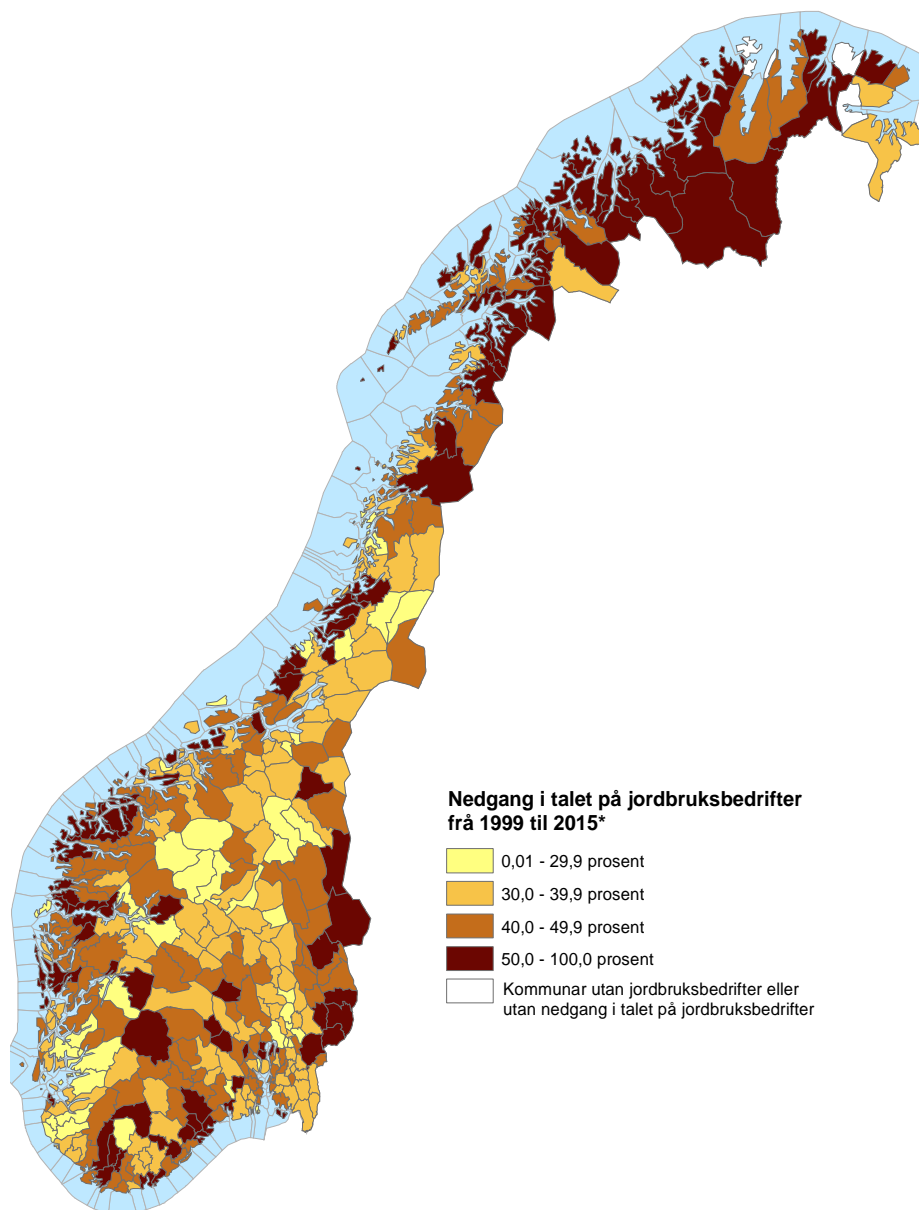 Nedgang i talet på jordbruksbedrifter
frå 1999 til 2015*
0,01 - 29,9 prosent
30,0 - 39,9 prosent
40,0 - 49,9 prosent
50,0 - 100,0 prosent
Kommunar utan jordbruksbedrifter eller
utan nedgang i talet på jordbruksbedrifter